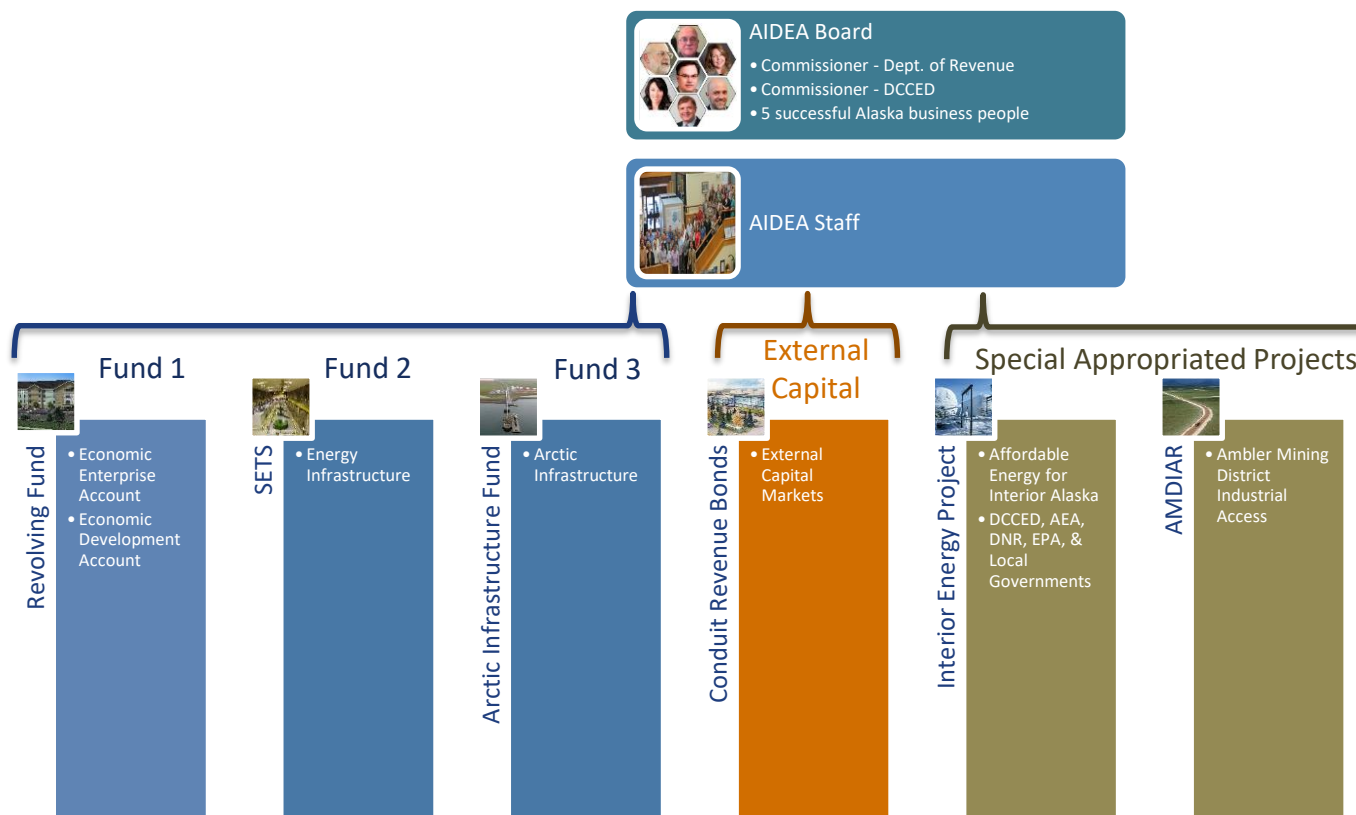 AIDEA Board
• Commissioner - Dept. of Revenue
• Commissioner - DCCED
• 5 successful Alaska business people
AIDEA Staff
Fund 1
Fund 2
Fund 3
External
Capital
Special Appropriated Projects
Revolving Fund
• Economic
Enterprise
Account
• Economic
Development
Account
SETS
• Energy
Infrastructure
Arctic Infrastructure Fund
• Arctic
Infrastructure
Conduit Revenue Bonds
• External
Capital
Markets
Interior Energy Project
• Affordable
Energy for
Interior Alaska
• DCCED, AEA,
DNR, EPA, &
Local
Governments
AMDIAR
• Ambler Mining
District
Industrial
Access